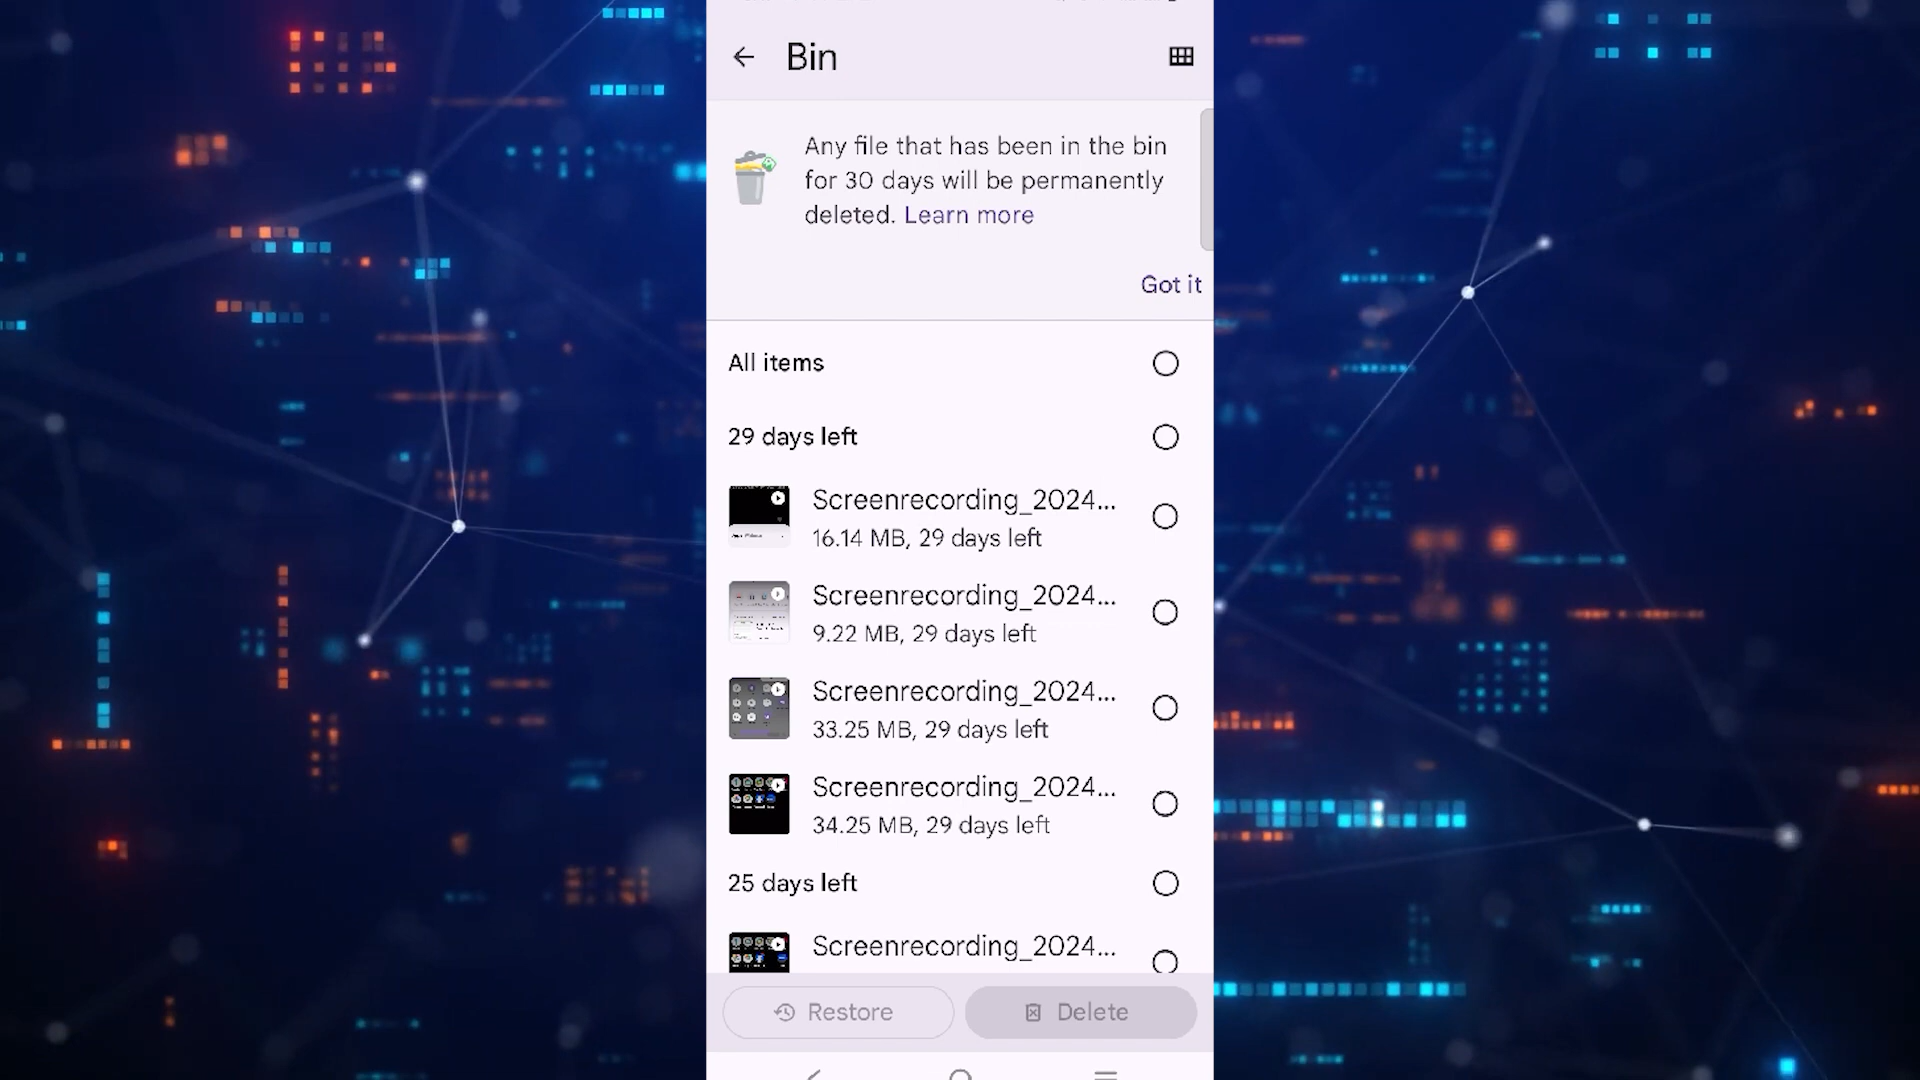 Bin
Any file that has been in the bin
for 30 days will be permanently
deleted. Learn more
Got it
All items
29 days left
Screenrecording_2024...
16.14 MB, 29 days left
Screenrecording_2024...
9.22 MB, 29 days left
Screenrecording_2024...
33.25 MB, 29 days left
Screenrecording_2024...
34.25 MB, 29 days left
25 days left
Screenrecording_2024...
Restore
Delete